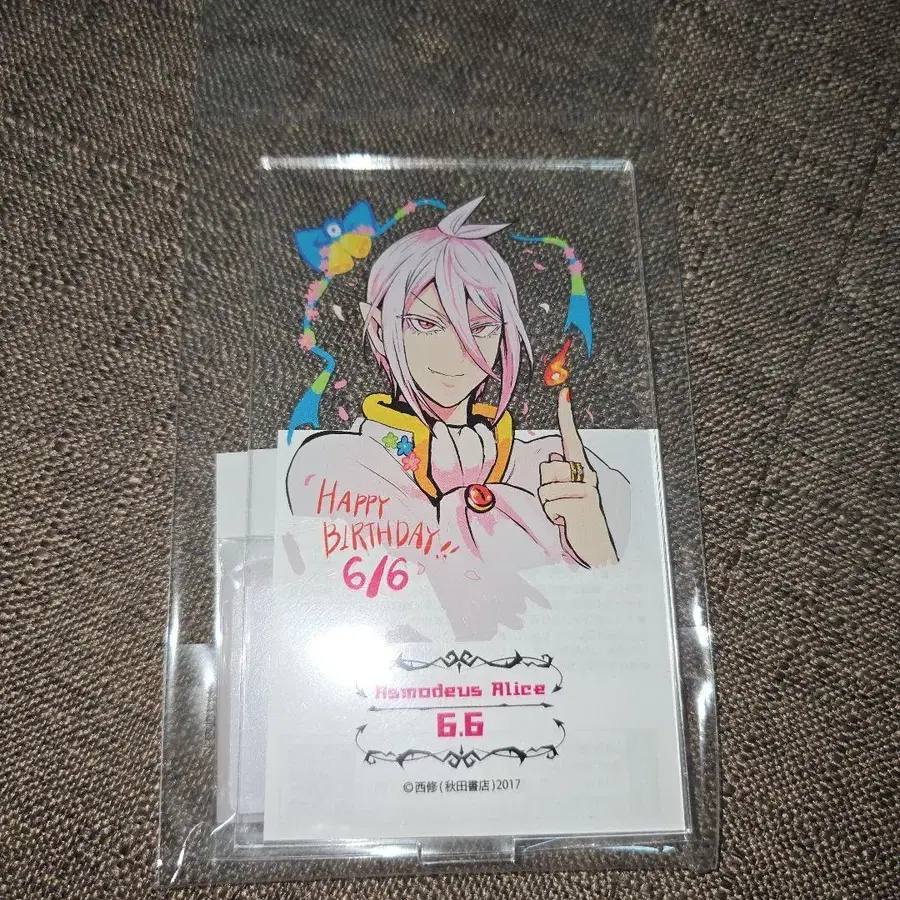 HAPPY
BIRTHDAY!!
6/6
Asmodeus Alice
6.6
©西修(秋田書店)2017